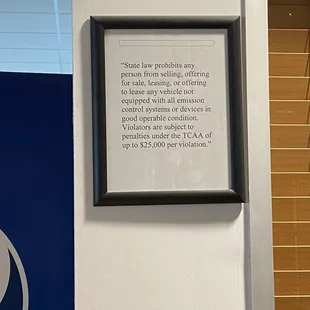 "State law prohibits any
person from selling, offering
for sale, leasing, or offering
to lease any vehicle not
equipped with all emission
control systems or devices in
good operable condition.
Violators are subject to
penalties under the TCAA of
up to $25,000 per violation."